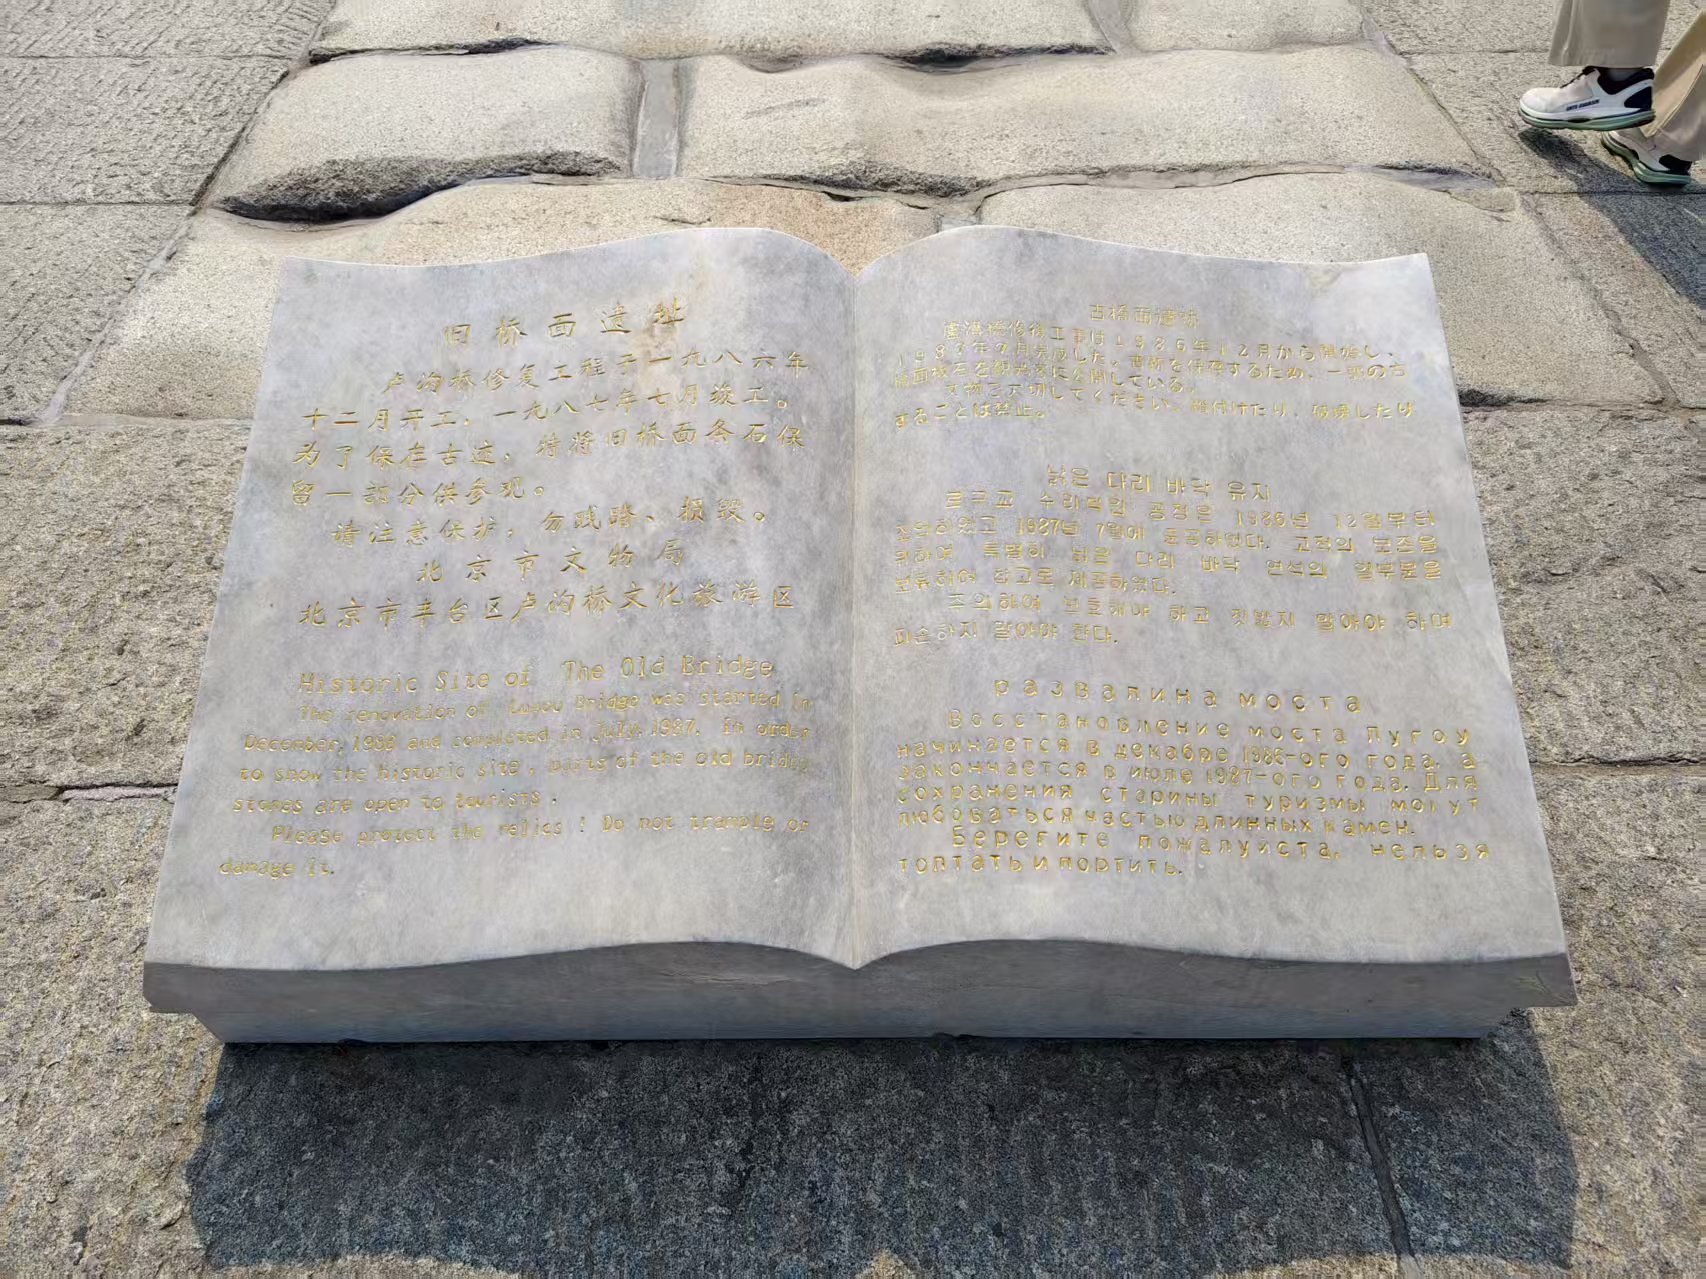 旧桥面遗址
卢沟桥修复工程于一九八六年
十二月开工，一九八七年七月竣工。
为了保存古迹，特将旧桥面条石保
留一部分供参观。
请注意保护，勿践踏、损毁。
北京市文物局
北京市丰台区卢沟桥文化旅游区
Historic Site of The Old Bridge
The renovation of Lugou Bridge was started in
December, 1986 and completed in July, 1987. In order
to show the historic site, parts of the old bridge
stones are open to tourists.
Please protect the relics! Do not trample or
damage it.
古橋面遺跡
蘆溝橋修復工事は1986年12月から開始し、
1987年7月完成した。を保存するため、一部の古
橋面板石を観光客に公開している。
文物を大切してください。傷付けたり、破壊したり
することは禁止。
낡은 다리 바닥 유지
로구교 수리복합 공정은 1986년 12월부터
착공하였고 1987년 7월에 준공하였다. 고적의 보존을
위하여 특별히 낡은 다리 바닥 연석의 일부분을
보류하여 참고로 제공하였다.
조의하여 보호해야 하고 짓밟지 말아야 하며
파손하지 말아야 한다.
развалина моста
Восстановление моста Лугоу
начинается в декабре 1986-ого года, а
закончается в июле 1987-ого года. Для
сохранения старины туризмы могут
любоваться частью длинных камен.
Берегите пожалуйста, нельзя
топтать и портить.